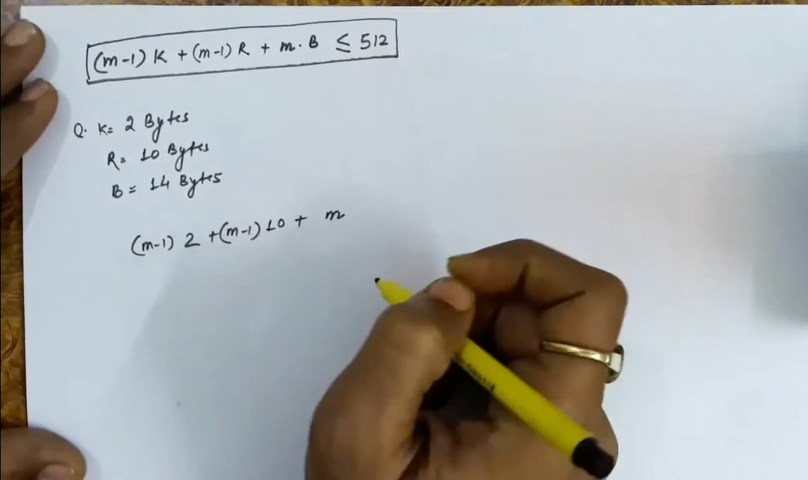 (m-1) K + (m-1) R + m. B ≤ 512
Q. K= 2 Bytes
R= 10 Bytes
B= 14 Bytes
(m-1) 2 +(m-1) 10 + m